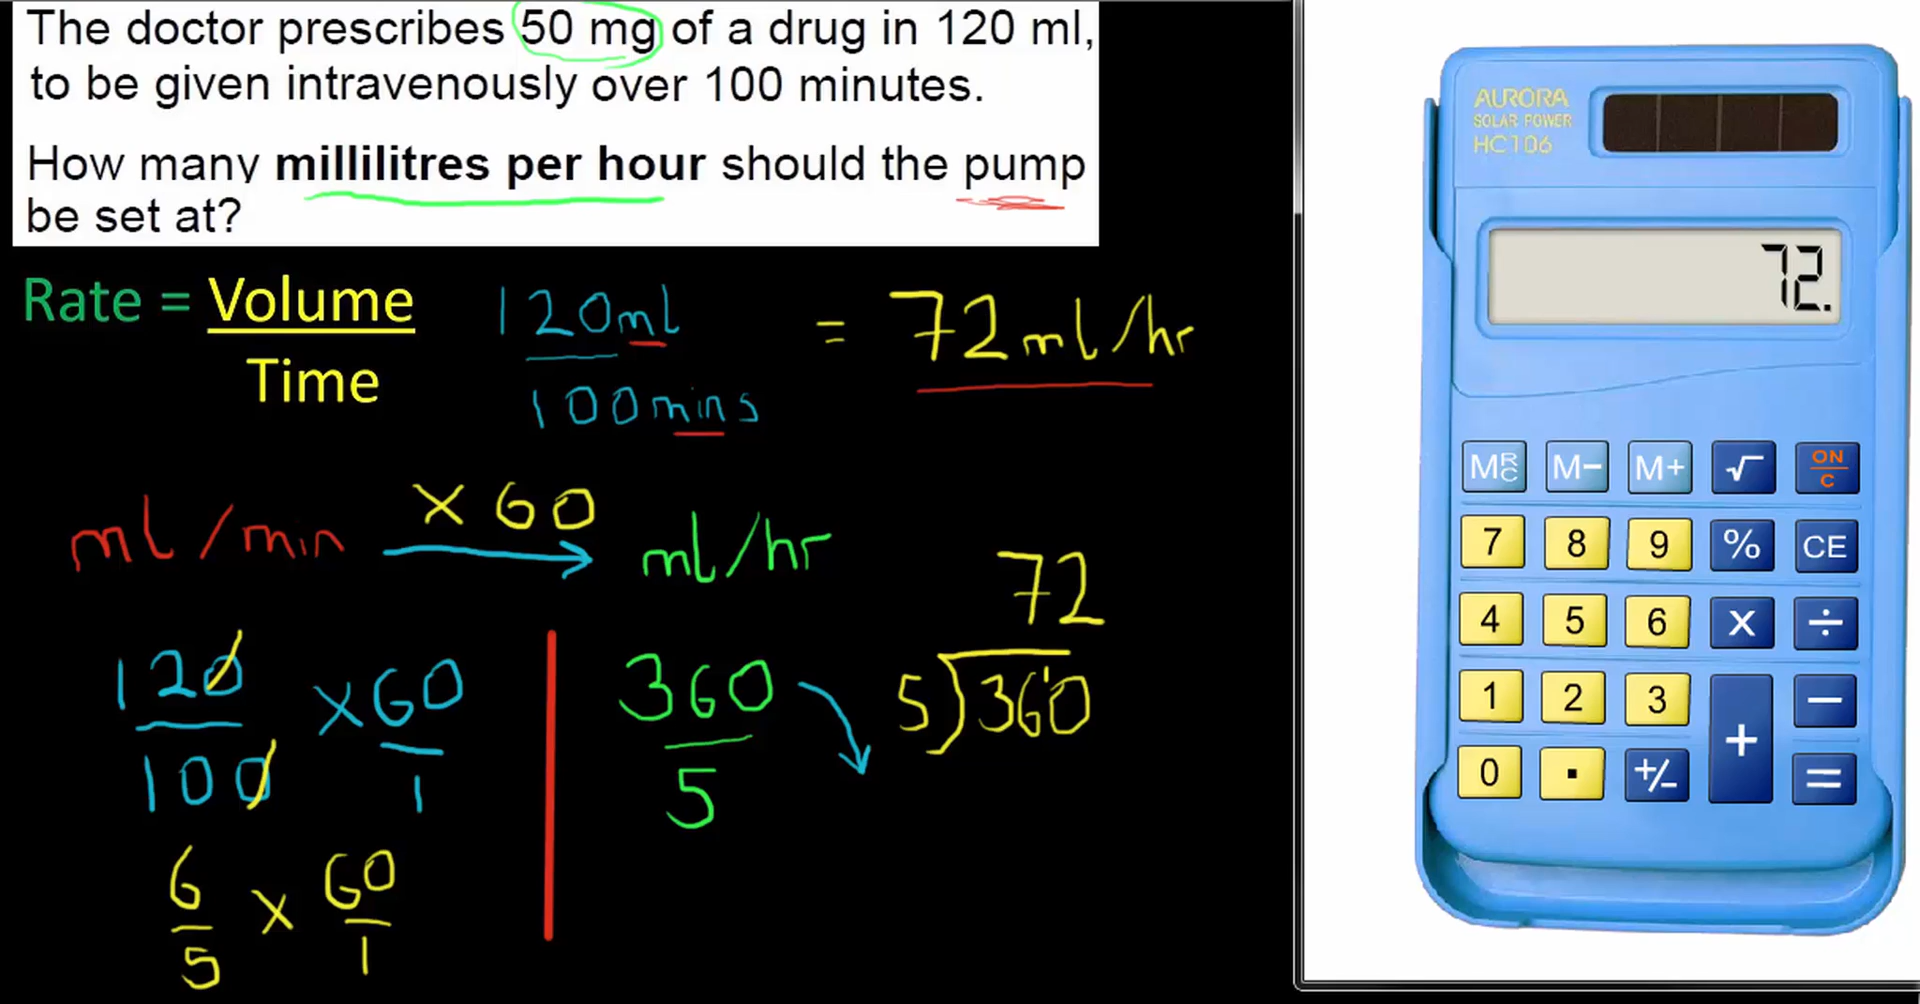 The doctor prescribes 50 mg of a drug in 120 ml,
to be given intravenously over 100 minutes.
How many millilitres per hour should the pump
be set at?
Rate = Volume
Time
120ml
100mins
= 72ml/hr
ml/min
x 60
ml/hr
120
100
x 60
1
6
5
x 60
1
360
5
72
5)360
AURORA
SOLAR POWER
HC106
72.
MRC M− M+ √ ON/C
7 8 9 % CE
4 5 6 X ÷
1 2 3 + −
0 . +/− =